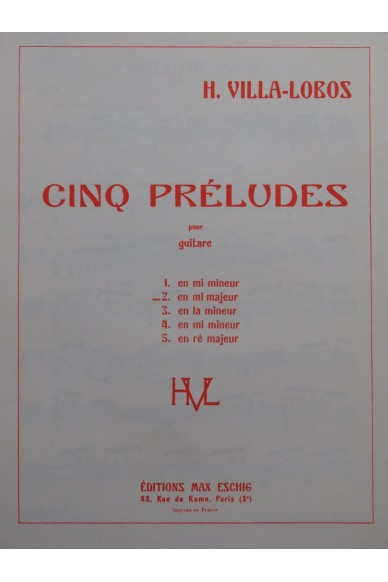 H. VILLA-LOBOS
CINQ PRÉLUDES
pour
guitare
1. en mi mineur
_2. en mi majeur
3. en la mineur
4. en mi mineur
5. en ré majeur
HVL
ÉDITIONS MAX ESCHIG
48, Rue de Rome, Paris (8e)
Imprimé en France